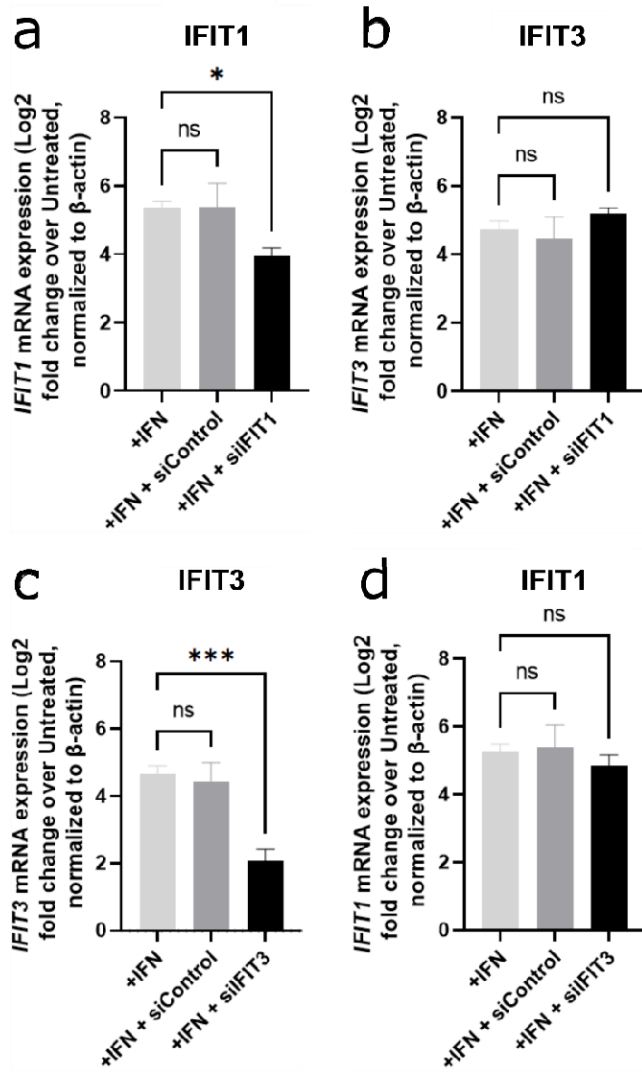 a
IFIT1
*
ns
IFIT1 mRNA expression (Log2
fold change over Untreated,
normalized to β-actin)
8
6
4
2
0
+IFN
+IFN + siControl
+IFN + siIFIT1
b
IFIT3
ns
ns
IFIT3 mRNA expression (Log2
fold change over Untreated,
normalized to β-actin)
8
6
4
2
0
+IFN
+IFN + siControl
+IFN + siIFIT1
c
IFIT3
***
ns
IFIT3 mRNA expression (Log2
fold change over Untreated,
normalized to β-actin)
8
6
4
2
0
+IFN
+IFN + siControl
+IFN + siIFIT3
d
IFIT1
ns
ns
IFIT1 mRNA expression (Log2
fold change over Untreated,
normalized to β-actin)
8
6
4
2
0
+IFN
+IFN + siControl
+IFN + siIFIT3